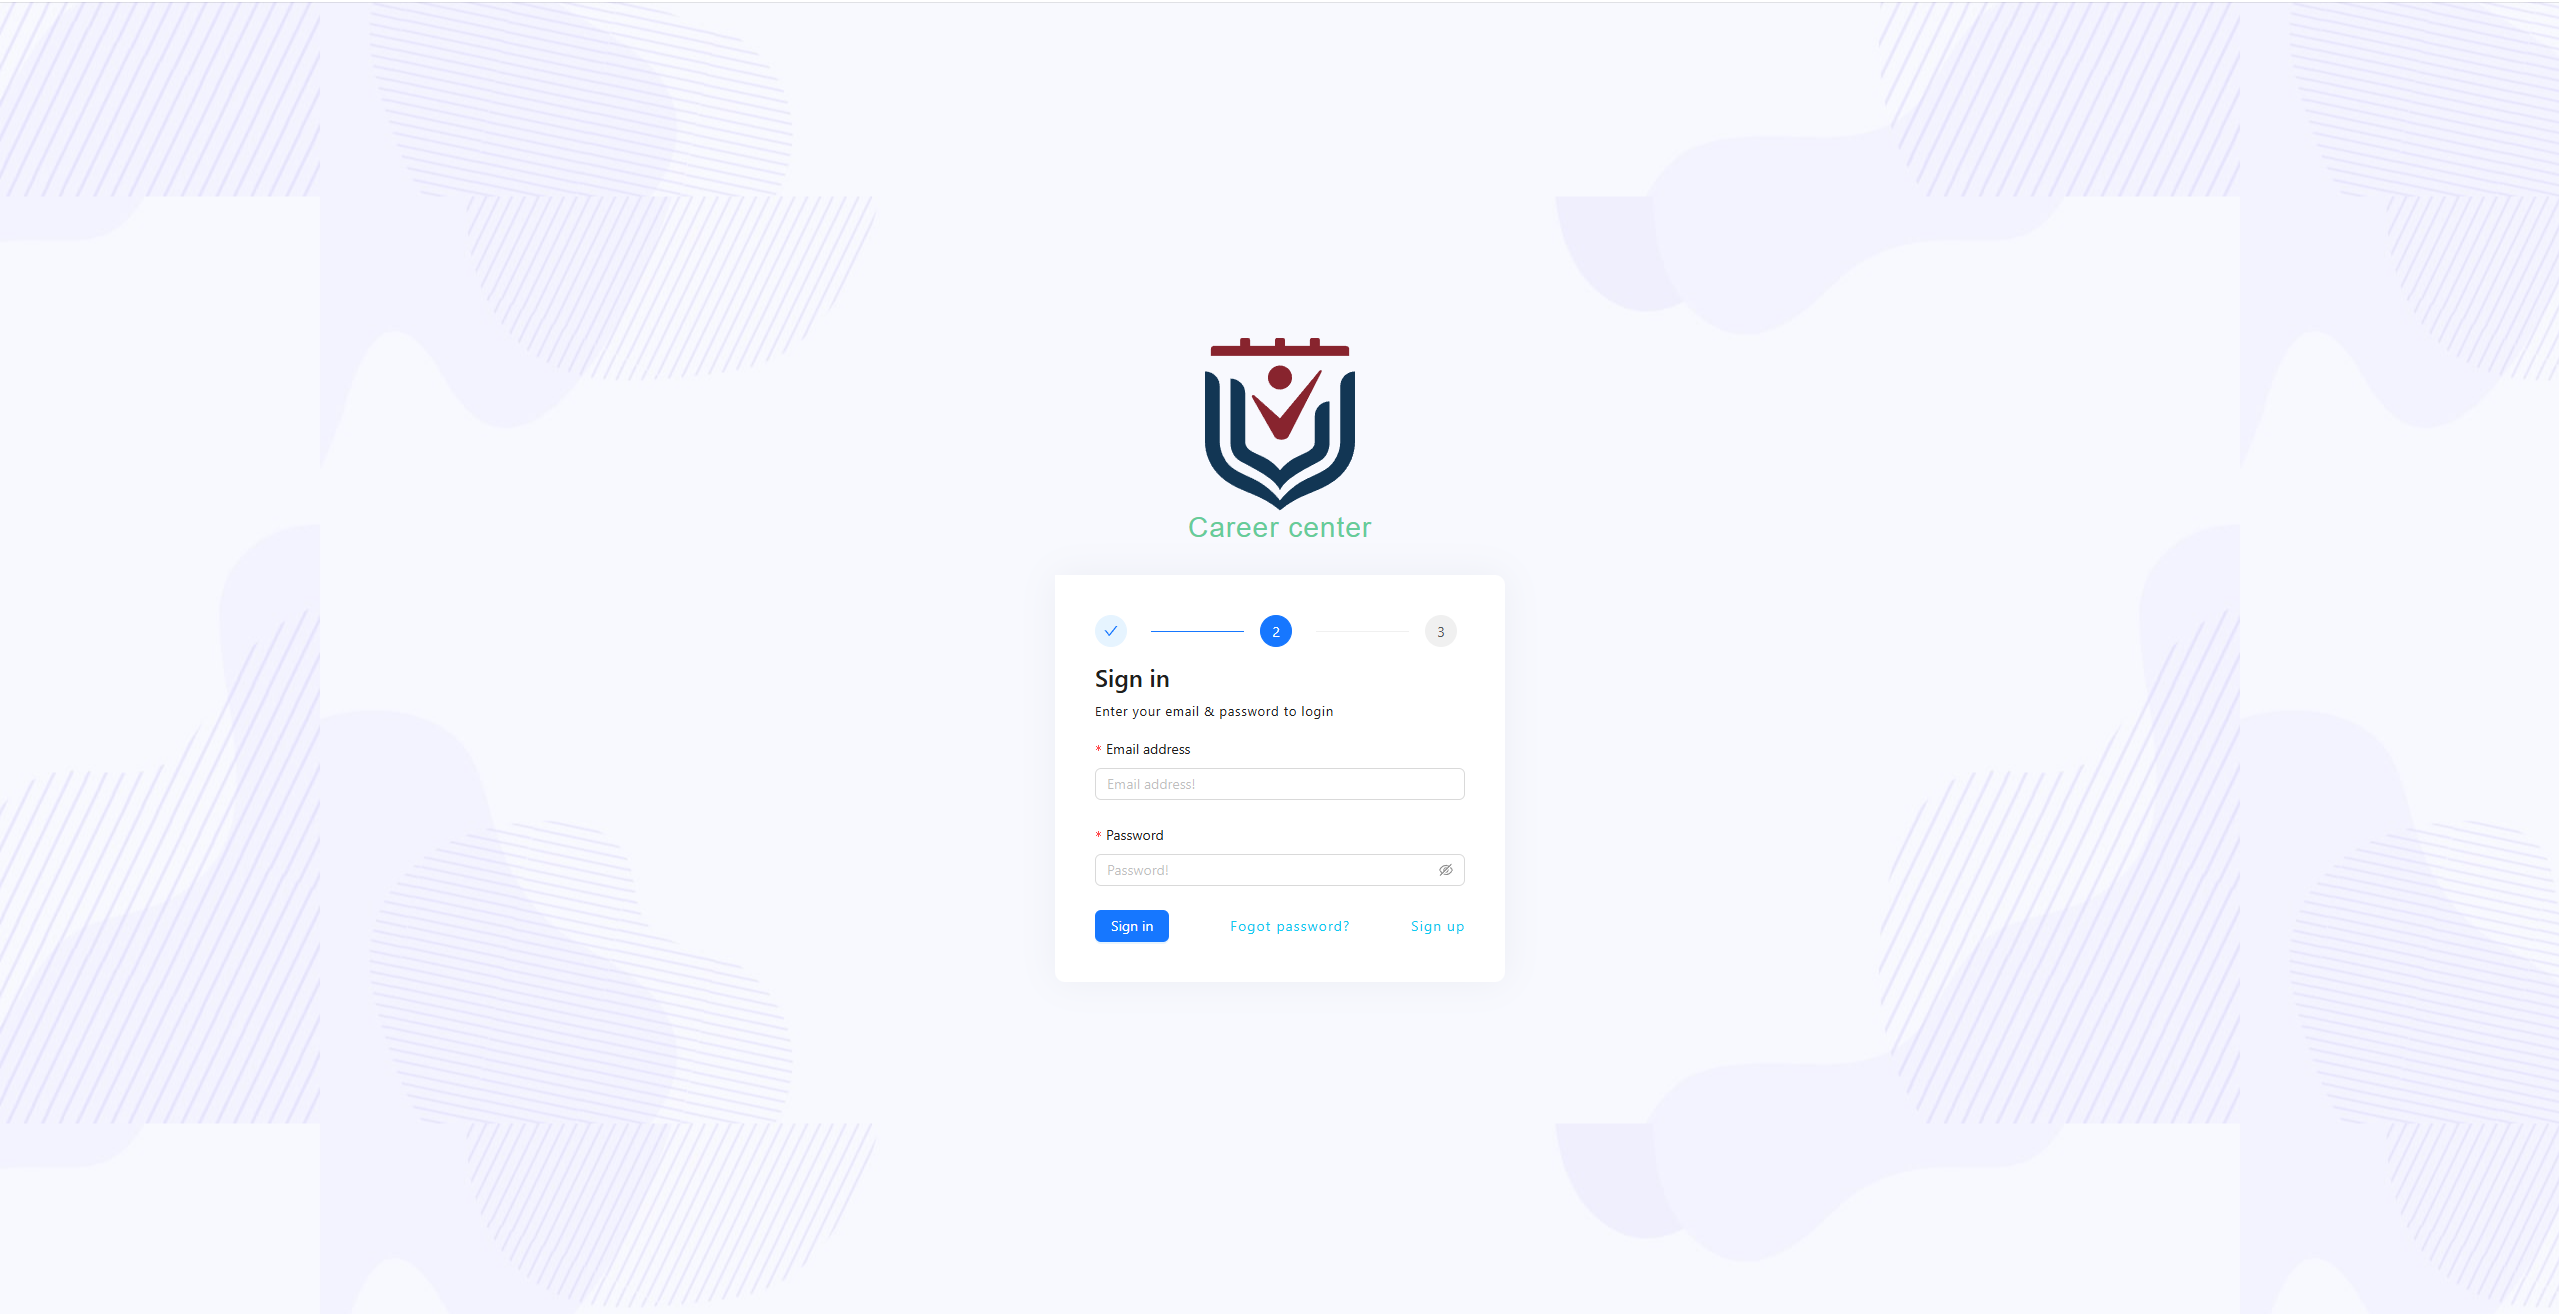 Career center
2
3
Sign in
Enter your email & password to login
* Email address
Email address!
* Password
Password!
Sign in
Fogot password?
Sign up